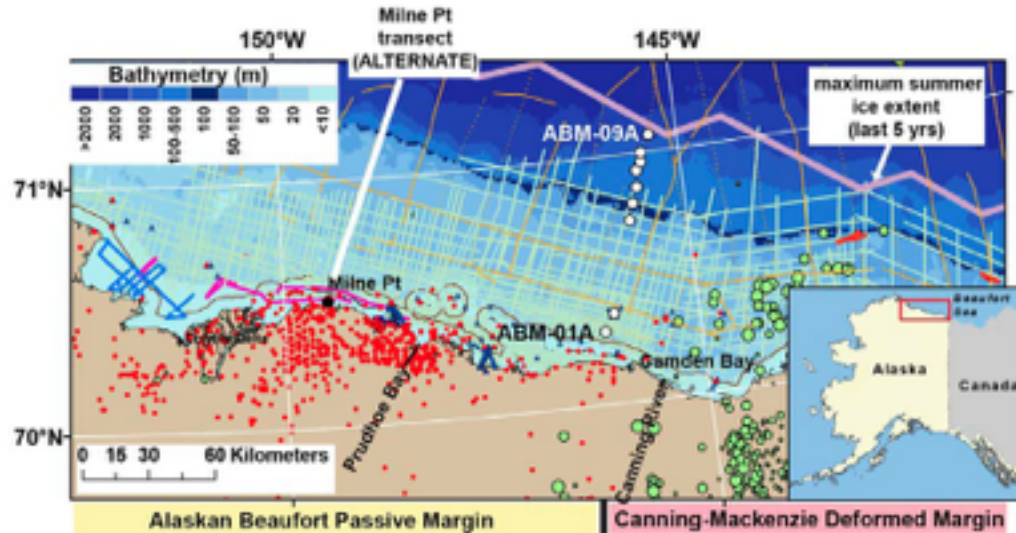 Milne Pt
transect
(ALTERNATE)
150°W
145°W
Bathymetry (m)
>2000
2000
1000
100-500
100
50-100
50
20
<10
maximum summer
ice extent
(last 5 yrs)
ABM-09A
71°N
Milne Pt
ABM-01A
Camden Bay
Prudhoe Bay
Canning River
70°N
0 15 30 60 Kilometers
Beaufort
Sea
Alaska
Canada
Alaskan Beaufort Passive Margin
Canning-Mackenzie Deformed Margin